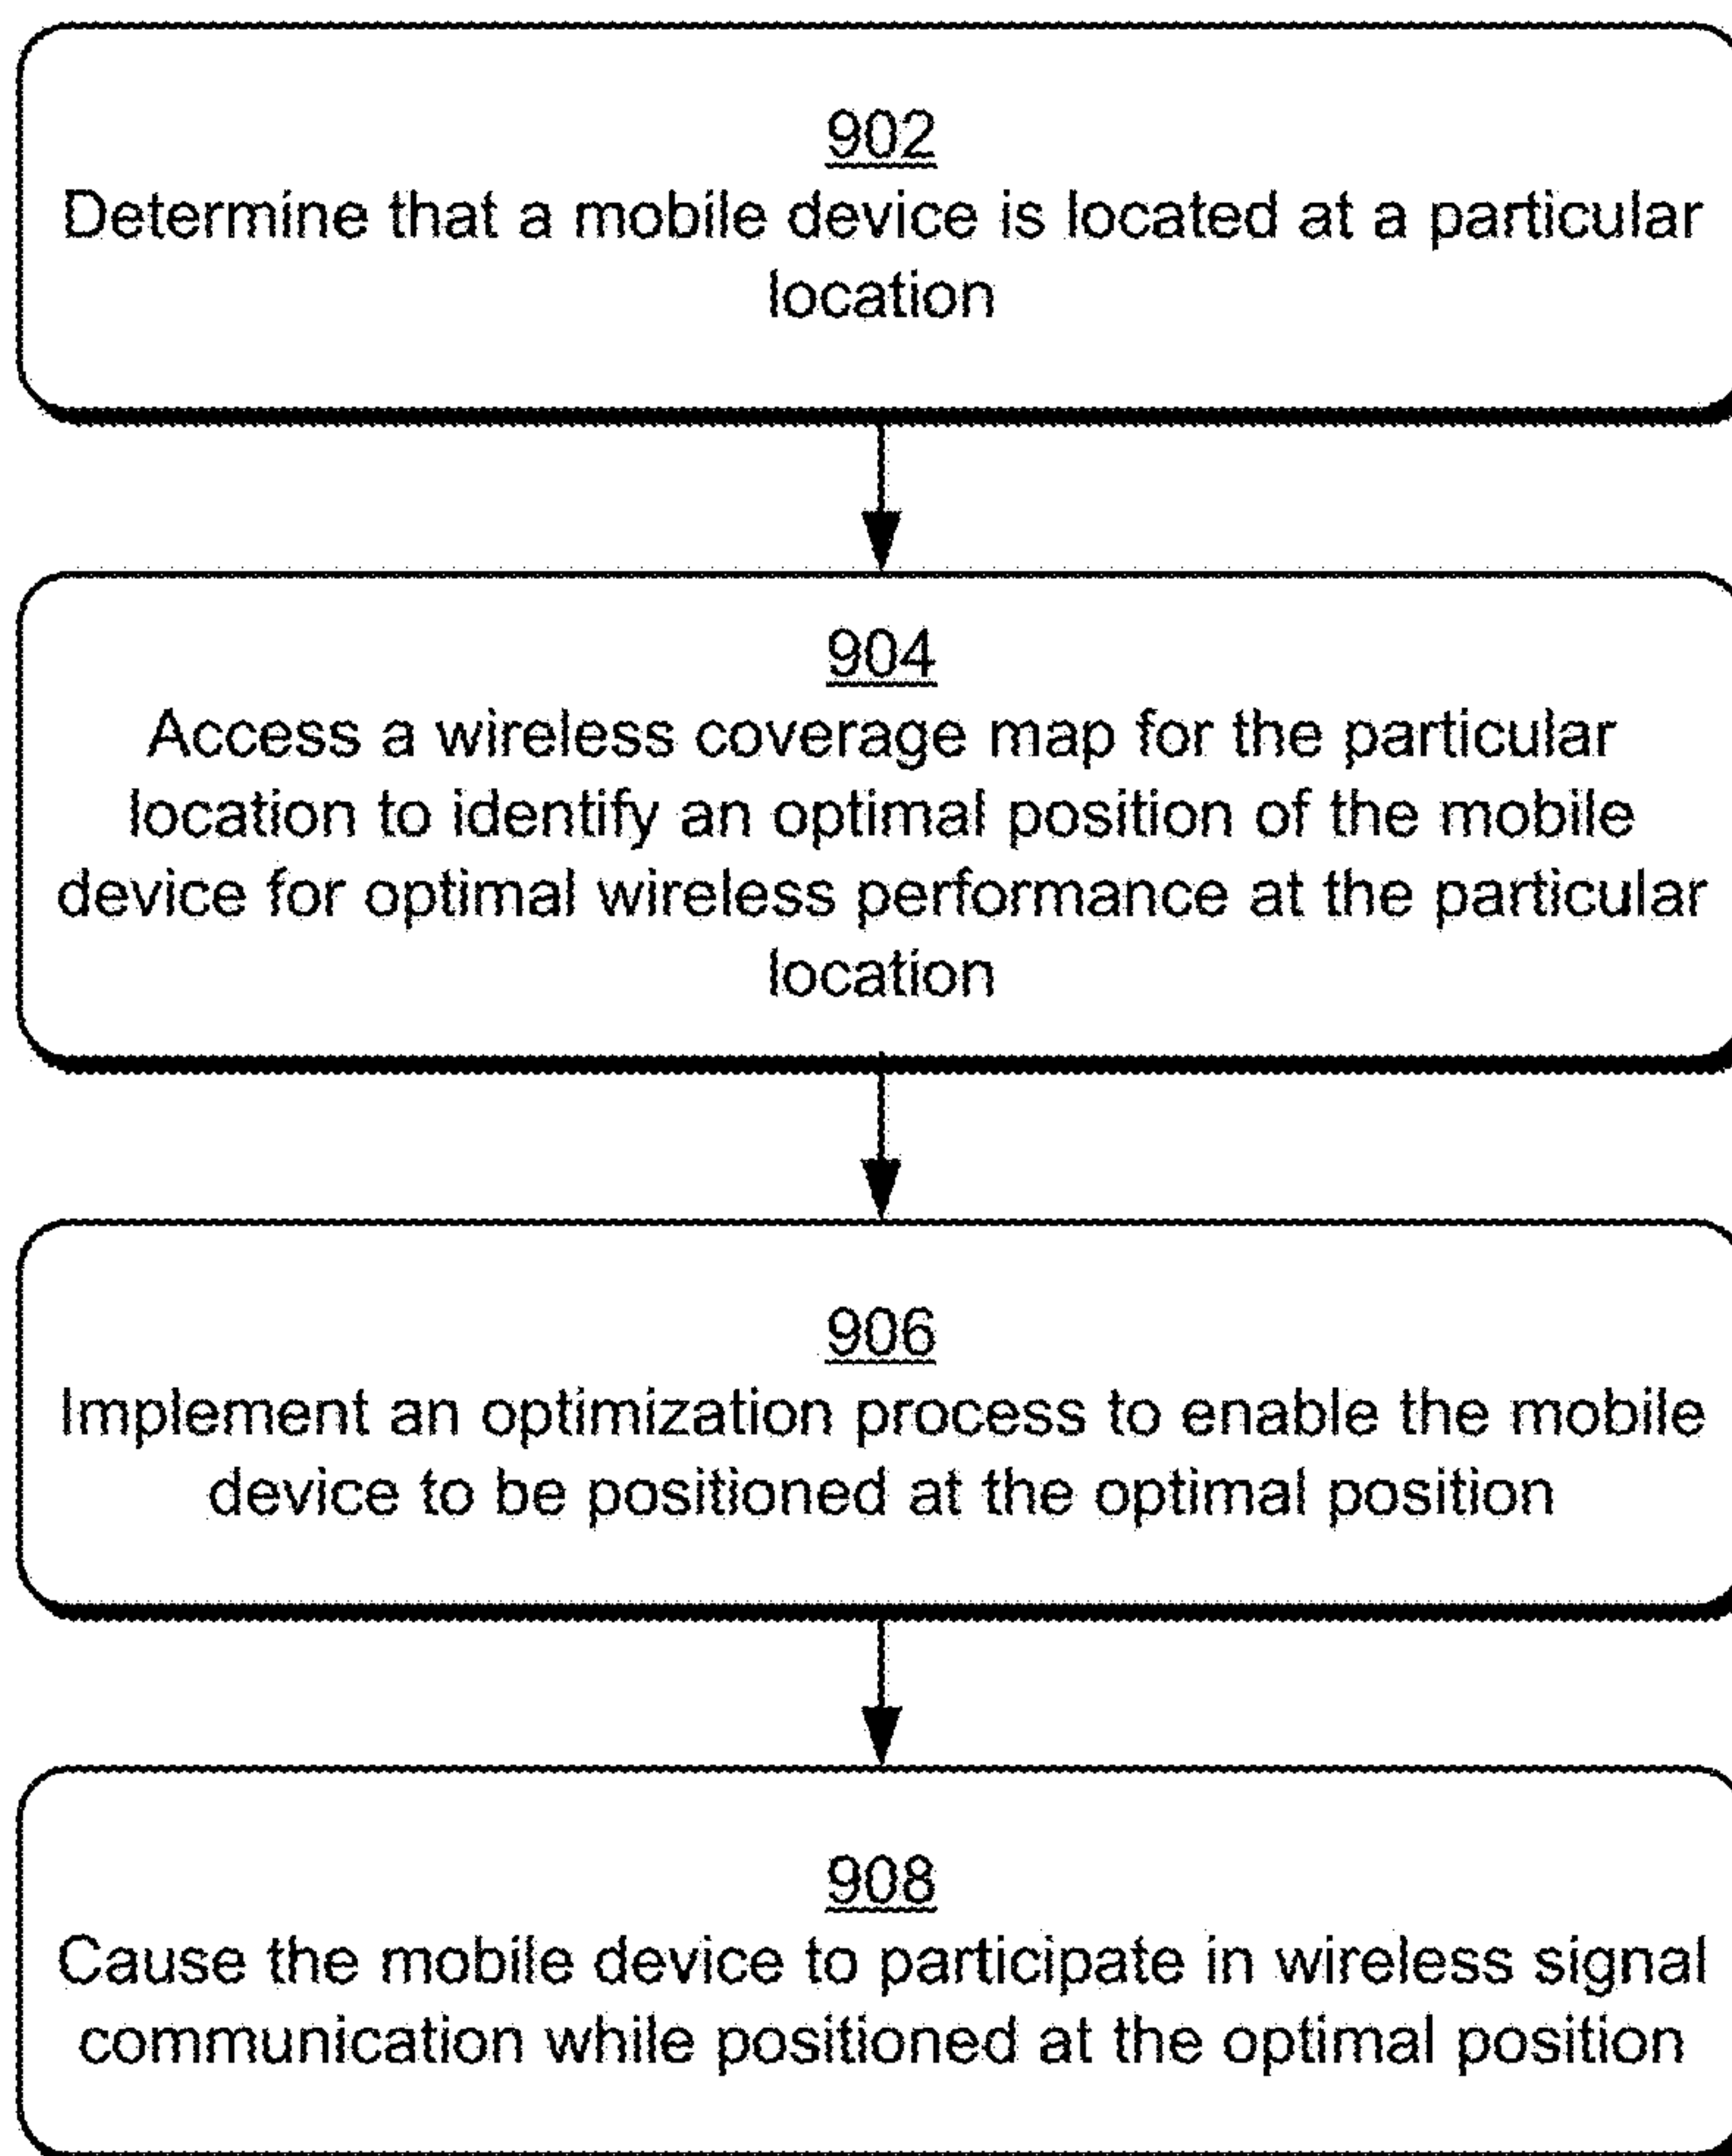 902
Determine that a mobile device is located at a particular
location
904
Access a wireless coverage map for the particular
location to identify an optimal position of the mobile
device for optimal wireless performance at the particular
location
906
Implement an optimization process to enable the mobile
device to be positioned at the optimal position
908
Cause the mobile device to participate in wireless signal
communication while positioned at the optimal position